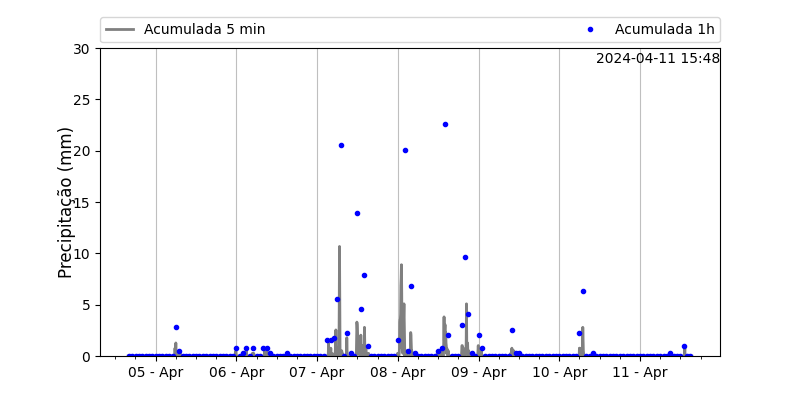 Acumulada 5 min Acumulada 1h
2024-04-11 15:48
Precipitação (mm)
30
25
20
15
10
5
0
05 - Apr 06 - Apr 07 - Apr 08 - Apr 09 - Apr 10 - Apr 11 - Apr